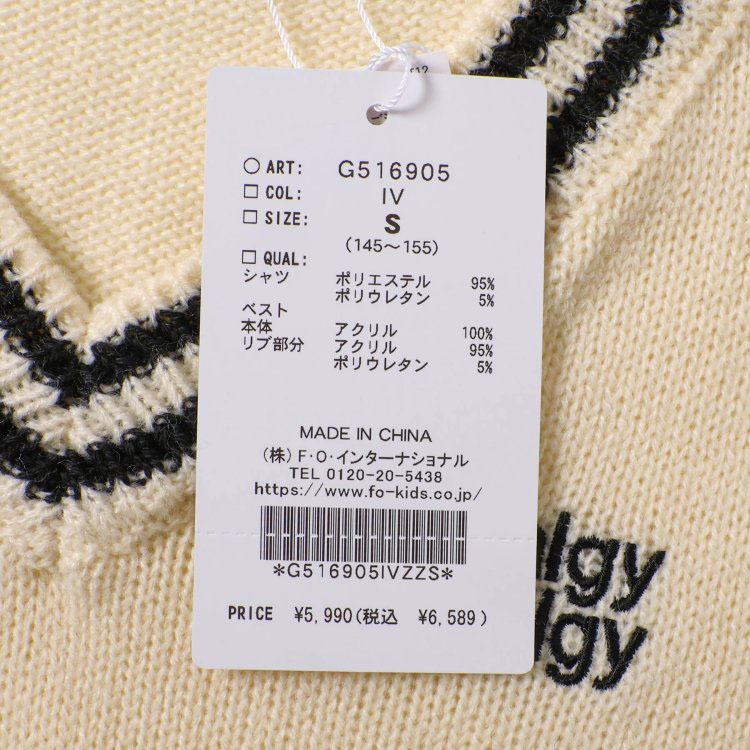 ○ ART: G516905
□ COL: IV
□ SIZE: S
(145～155)
□ QUAL:
シャツ ポリエステル 95%
ポリウレタン 5%
ベスト
本体 アクリル 100%
リブ部分 アクリル 95%
ポリウレタン 5%
MADE IN CHINA
(株)F・O・インターナショナル
TEL 0120-20-5438
https://www.fo-kids.co.jp/
*G516905IVZZS*
PRICE ¥5,990(税込 ¥6,589)
lgy
lgy